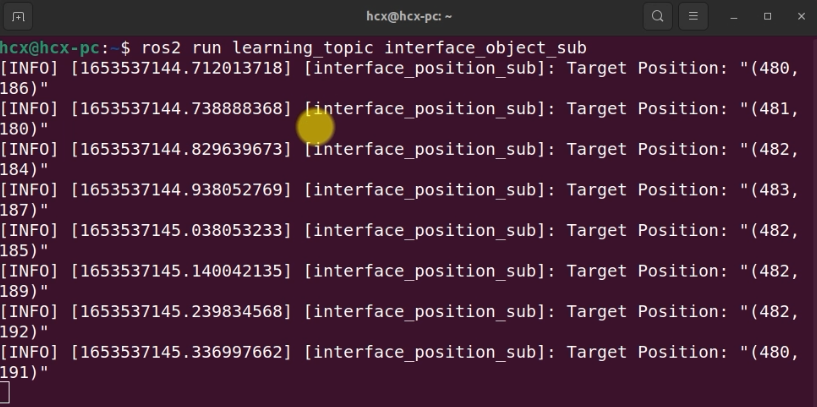 hcx@hcx-pc: ~
hcx@hcx-pc:~$ ros2 run learning_topic interface_object_sub
[INFO] [1653537144.712013718] [interface_position_sub]: Target Position: "(480,
186)"
[INFO] [1653537144.738888368] [interface_position_sub]: Target Position: "(481,
180)"
[INFO] [1653537144.829639673] [interface_position_sub]: Target Position: "(482,
184)"
[INFO] [1653537144.938052769] [interface_position_sub]: Target Position: "(483,
187)"
[INFO] [1653537145.038053233] [interface_position_sub]: Target Position: "(482,
185)"
[INFO] [1653537145.140042135] [interface_position_sub]: Target Position: "(482,
189)"
[INFO] [1653537145.239834568] [interface_position_sub]: Target Position: "(482,
192)"
[INFO] [1653537145.336997662] [interface_position_sub]: Target Position: "(480,
191)"